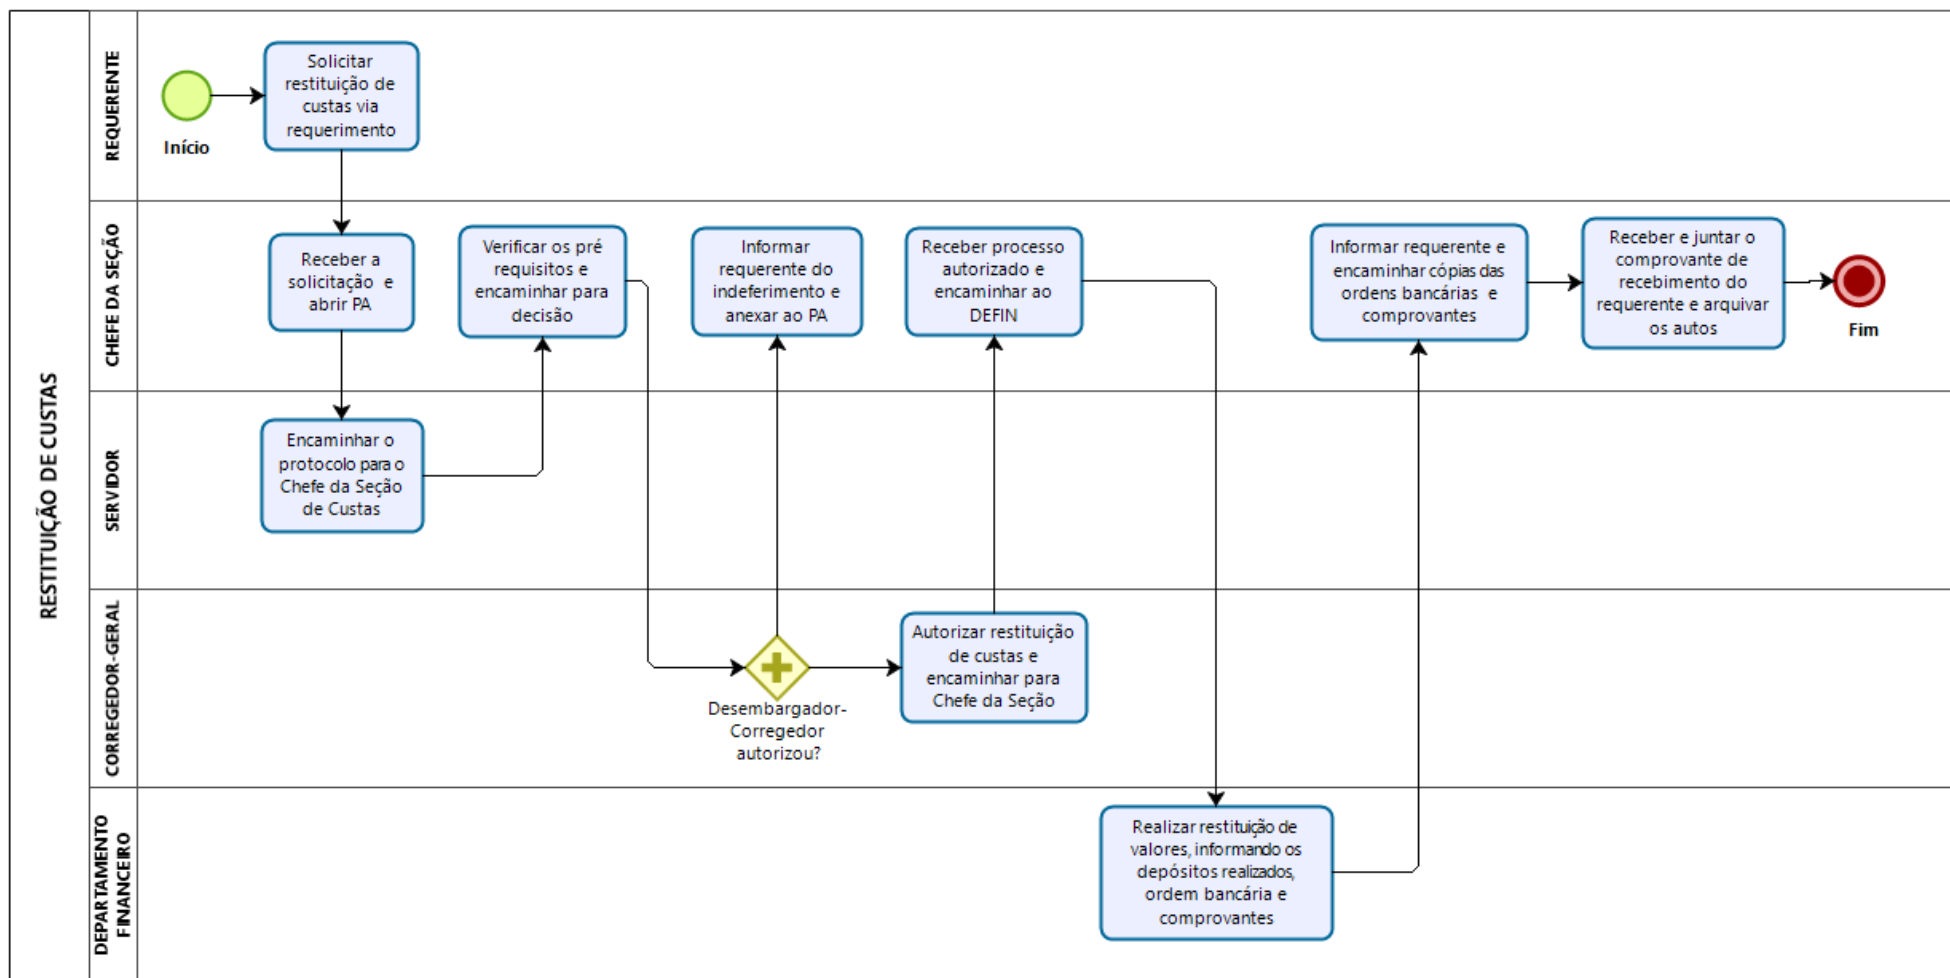 RESTITUIÇÃO DE CUSTAS
REQUERENTE
Início
Solicitar
restituição de
custas via
requerimento
CHEFE DA SEÇÃO
Receber a
solicitação e
abrir PA
Verificar os pré
requisitos e
encaminhar para
decisão
Informar
requerente do
indeferimento e
anexar ao PA
Receber processo
autorizado e
encaminhar ao
DEFIN
Informar requerente e
encaminhar cópias das
ordens bancárias e
comprovantes
Receber e juntar o
comprovante de
recebimento do
requerente e arquivar
os autos
Fim
SERVIDOR
Encaminhar o
protocolo para o
Chefe da Seção
de Custas
CORREGEDOR-GERAL
Desembargador-
Corregedor
autorizou?
Autorizar restituição
de custas e
encaminhar para
Chefe da Seção
DEPARTAMENTO
FINANCEIRO
Realizar restituição de
valores, informando os
depósitos realizados,
ordem bancária e
comprovantes